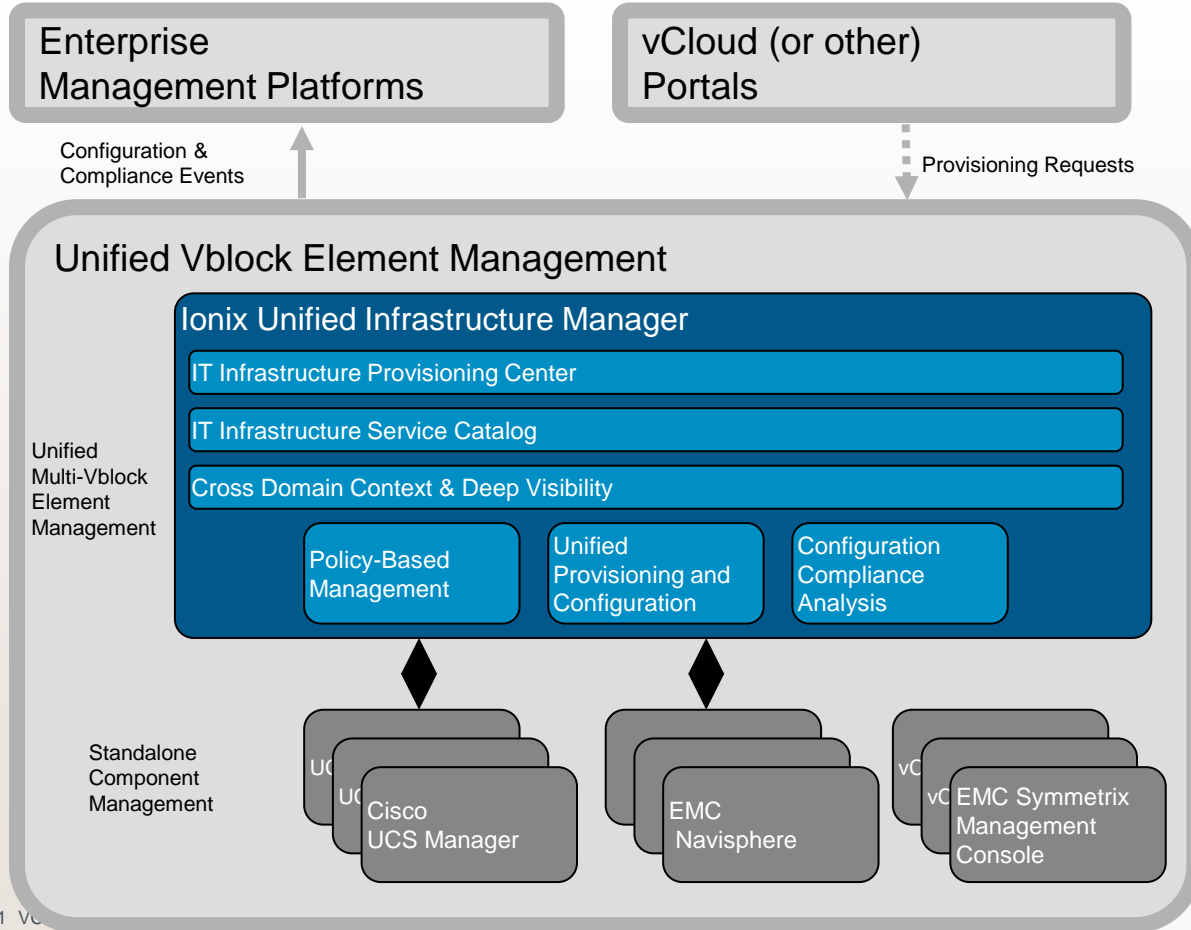 Enterprise
Management Platforms
vCloud (or other)
Portals
Configuration &
Compliance Events
Provisioning Requests
Unified Vblock Element Management
Ionix Unified Infrastructure Manager
IT Infrastructure Provisioning Center
IT Infrastructure Service Catalog
Cross Domain Context & Deep Visibility
Unified
Multi-Vblock
Element
Management
Policy-Based
Management
Unified
Provisioning and
Configuration
Configuration
Compliance
Analysis
Standalone
Component
Management
Cisco
UCS Manager
EMC
Navisphere
EMC Symmetrix
Management
Console